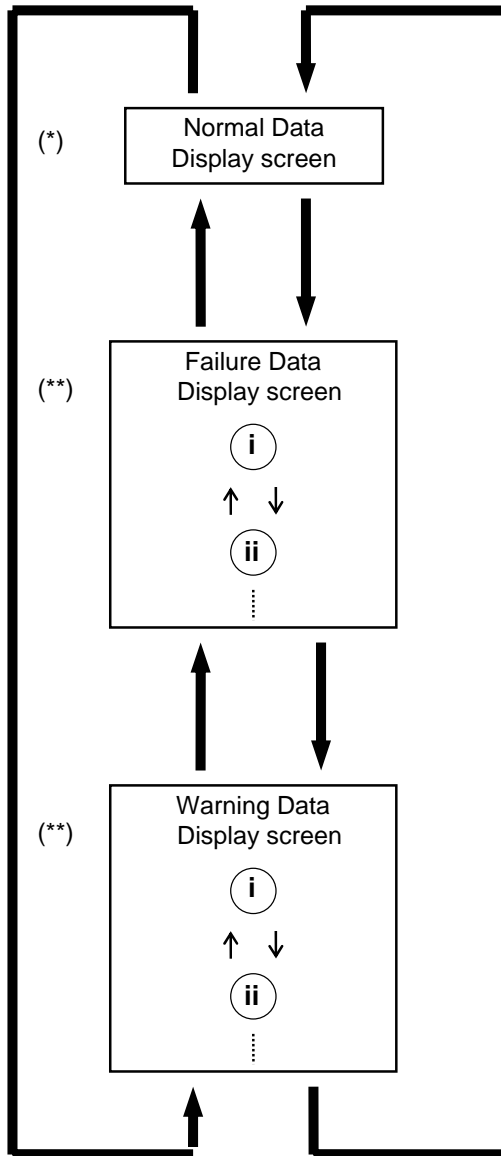 (*)
Normal Data
Display screen
(**)
Failure Data
Display screen
i
ii
(**)
Warning Data
Display screen
i
ii